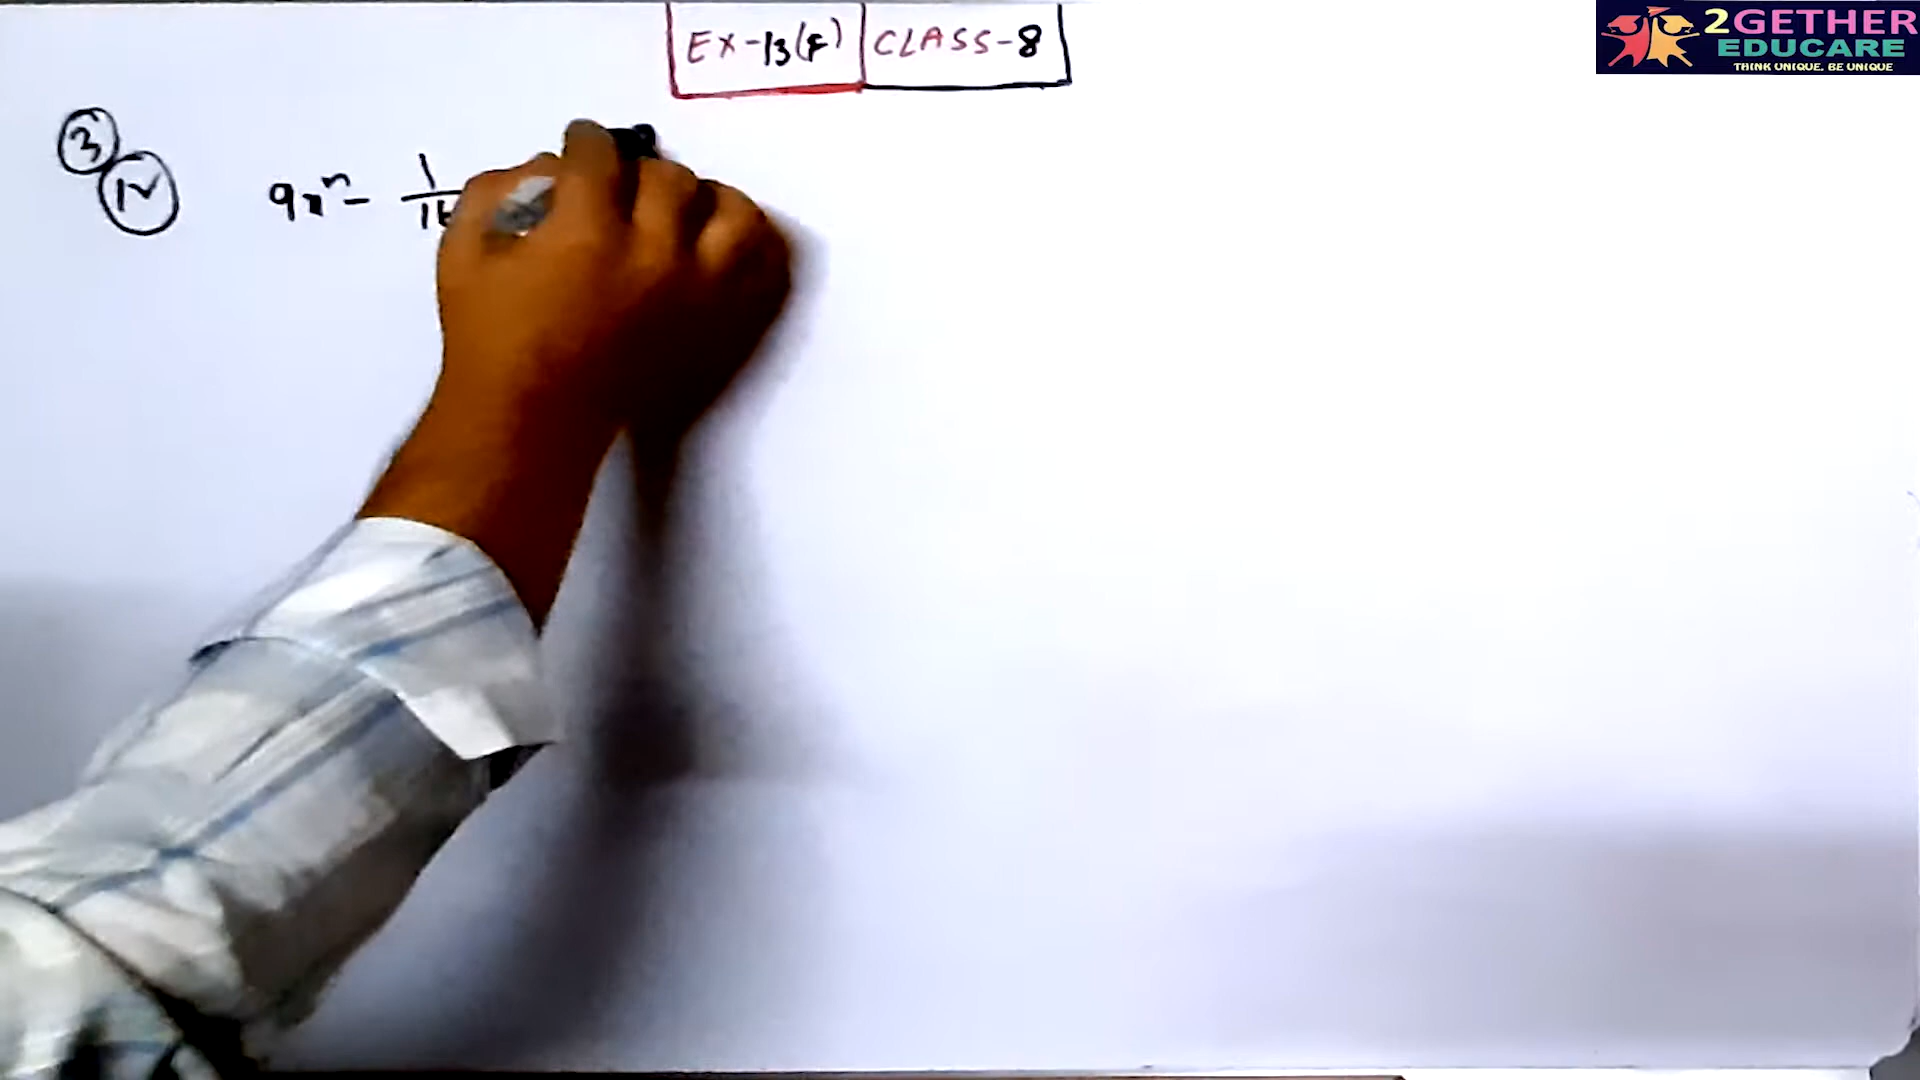 EX-13(F) CLASS-8
2GETHER
EDUCARE
THINK UNIQUE. BE UNIQUE
3
IV
9x² - 1/16